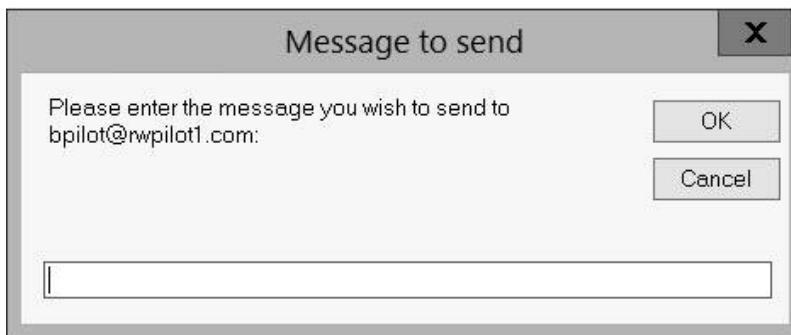 Message to send
X
Please enter the message you wish to send to
bpilot@rwpilot1.com:
OK
Cancel